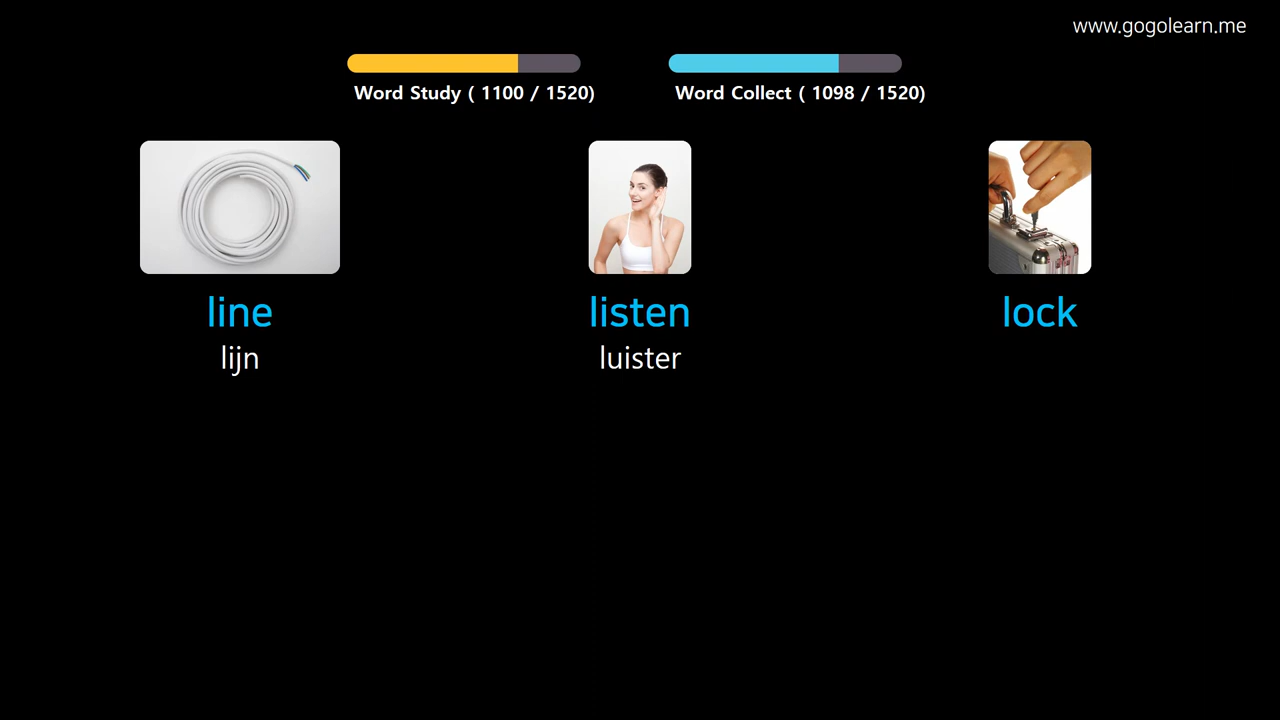 www.gogolearn.me
Word Study ( 1100 / 1520)
Word Collect ( 1098 / 1520)
line
lijn
listen
luister
lock